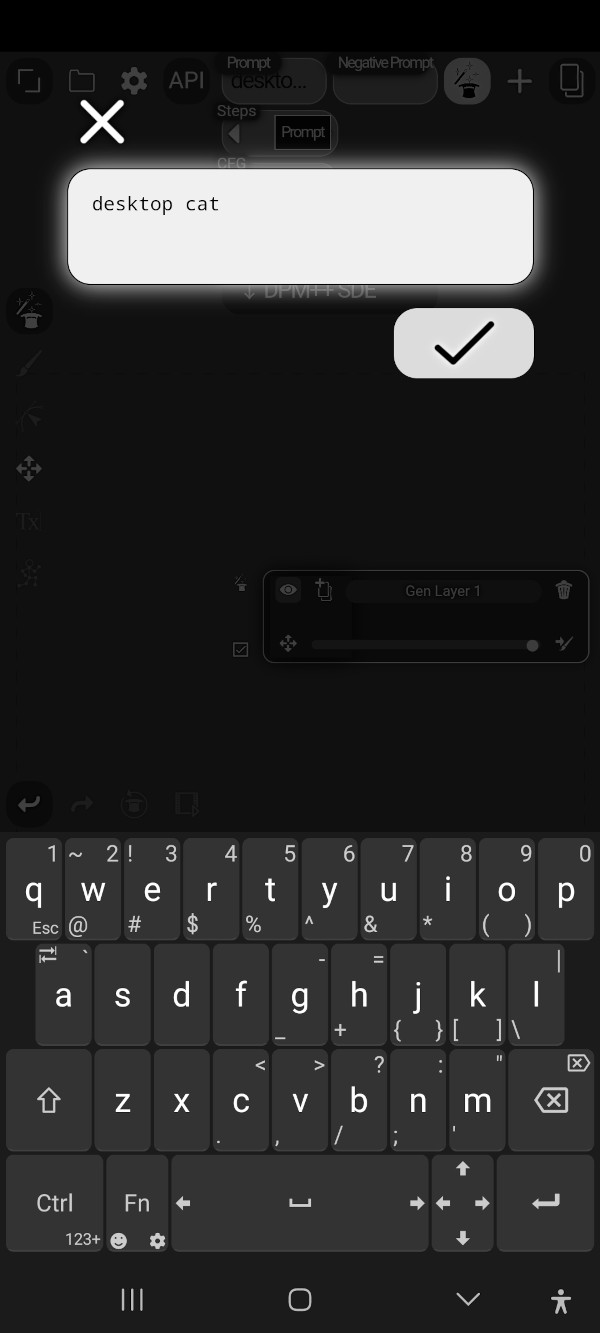 Prompt
Negative Prompt
API
deskto...
Steps
Prompt
CFG
desktop cat
↓ DPM++ SDE
Tx
Gen Layer 1
1 ~ 2 ! 3 4 5 6 7 8 9 0
q w e r t y u i o p
Esc @ # $ % ^ & * ( )
` - = |
a s d f g h j k l
_ + { } [ ] \
< > ? : "
z x c v b n m
. , / ; '
Ctrl Fn
123+